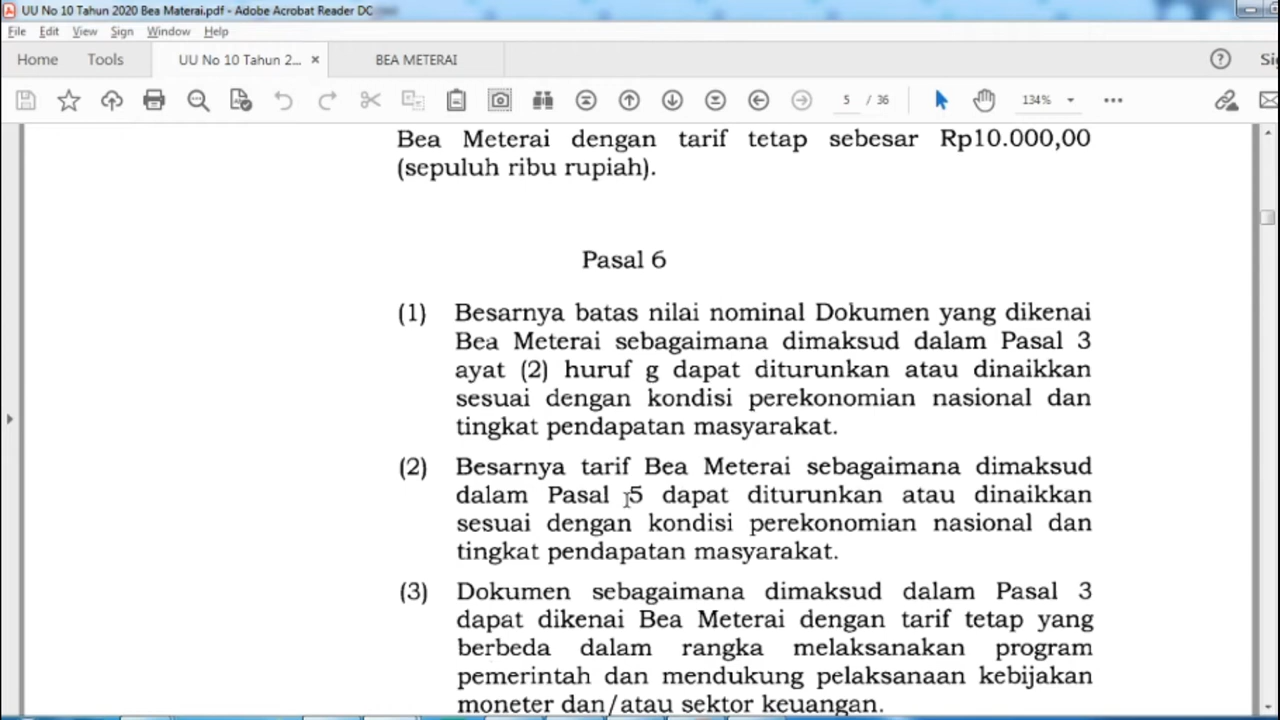 UU No 10 Tahun 2020 Bea Materai.pdf - Adobe Acrobat Reader DC
File Edit View Sign Window Help
Home Tools UU No 10 Tahun 2... × BEA METERAI
5 / 36 134%
Bea Meterai dengan tarif tetap sebesar Rp10.000,00
(sepuluh ribu rupiah).
Pasal 6
(1) Besarnya batas nilai nominal Dokumen yang dikenai
Bea Meterai sebagaimana dimaksud dalam Pasal 3
ayat (2) huruf g dapat diturunkan atau dinaikkan
sesuai dengan kondisi perekonomian nasional dan
tingkat pendapatan masyarakat.
(2) Besarnya tarif Bea Meterai sebagaimana dimaksud
dalam Pasal 5 dapat diturunkan atau dinaikkan
sesuai dengan kondisi perekonomian nasional dan
tingkat pendapatan masyarakat.
(3) Dokumen sebagaimana dimaksud dalam Pasal 3
dapat dikenai Bea Meterai dengan tarif tetap yang
berbeda dalam rangka melaksanakan program
pemerintah dan mendukung pelaksanaan kebijakan
moneter dan/atau sektor keuangan.